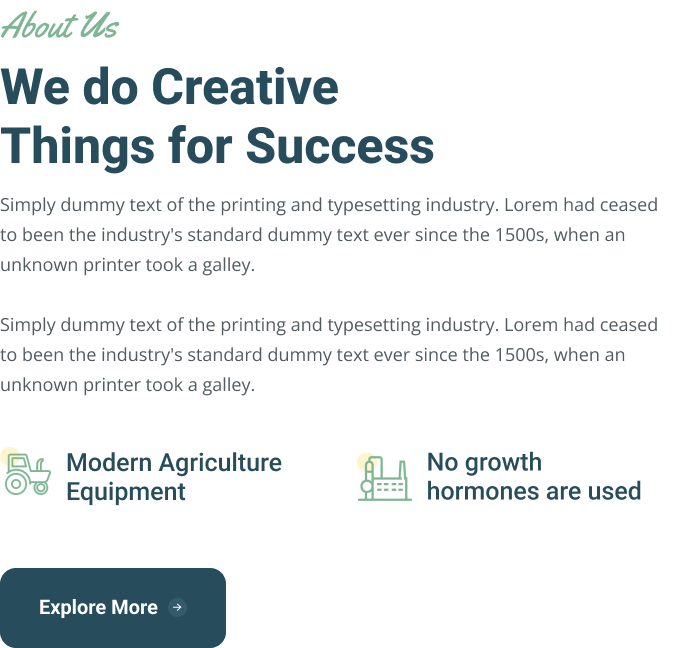 About Us
We do Creative
Things for Success
Simply dummy text of the printing and typesetting industry. Lorem had ceased
to been the industry's standard dummy text ever since the 1500s, when an
unknown printer took a galley.
Simply dummy text of the printing and typesetting industry. Lorem had ceased
to been the industry's standard dummy text ever since the 1500s, when an
unknown printer took a galley.
Modern Agriculture
Equipment
No growth
hormones are used
Explore More